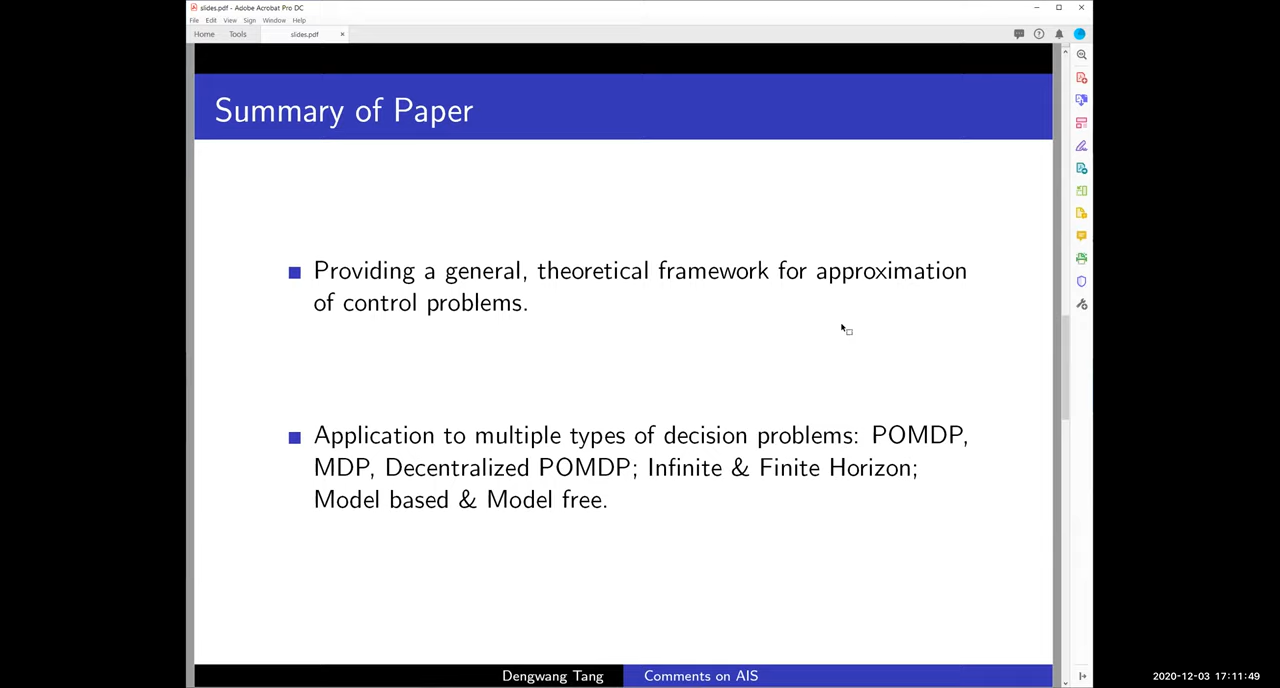 slides.pdf - Adobe Acrobat Pro DC
File Edit View Sign Window Help
Home Tools slides.pdf ×
Summary of Paper
Providing a general, theoretical framework for approximation
of control problems.
Application to multiple types of decision problems: POMDP,
MDP, Decentralized POMDP; Infinite & Finite Horizon;
Model based & Model free.
Dengwang Tang Comments on AIS
2020-12-03 17:11:49